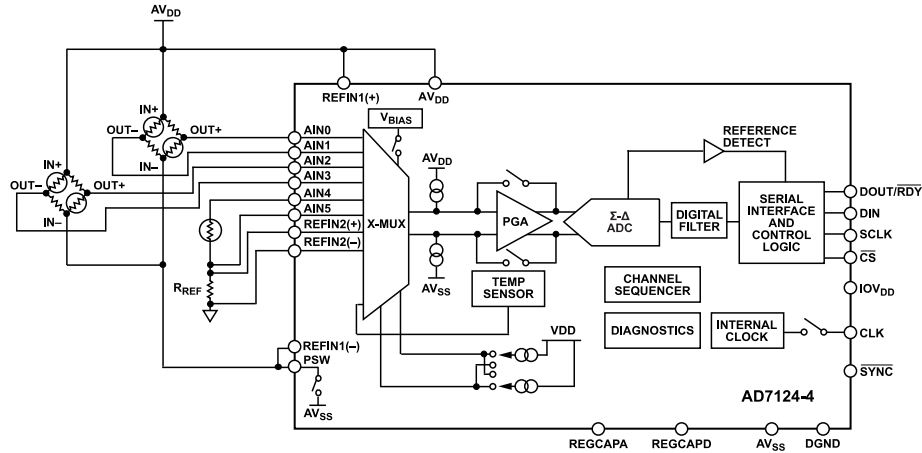 AVDD
REFIN1(+)
AVDD
IN+
OUT–
OUT+
IN–
IN+
OUT–
OUT+
IN–
AIN0
AIN1
AIN2
AIN3
AIN4
AIN5
REFIN2(+)
REFIN2(–)
RREF
REFIN1(–)
PSW
AVSS
VBIAS
X-MUX
AVDD
AVSS
PGA
TEMP
SENSOR
VDD
Σ-Δ
ADC
REFERENCE
DETECT
DIGITAL
FILTER
SERIAL
INTERFACE
AND
CONTROL
LOGIC
CHANNEL
SEQUENCER
DIAGNOSTICS
INTERNAL
CLOCK
DOUT/RDY
DIN
SCLK
CS
IOVDD
CLK
SYNC
AD7124-4
REGCAPA
REGCAPD
AVSS
DGND